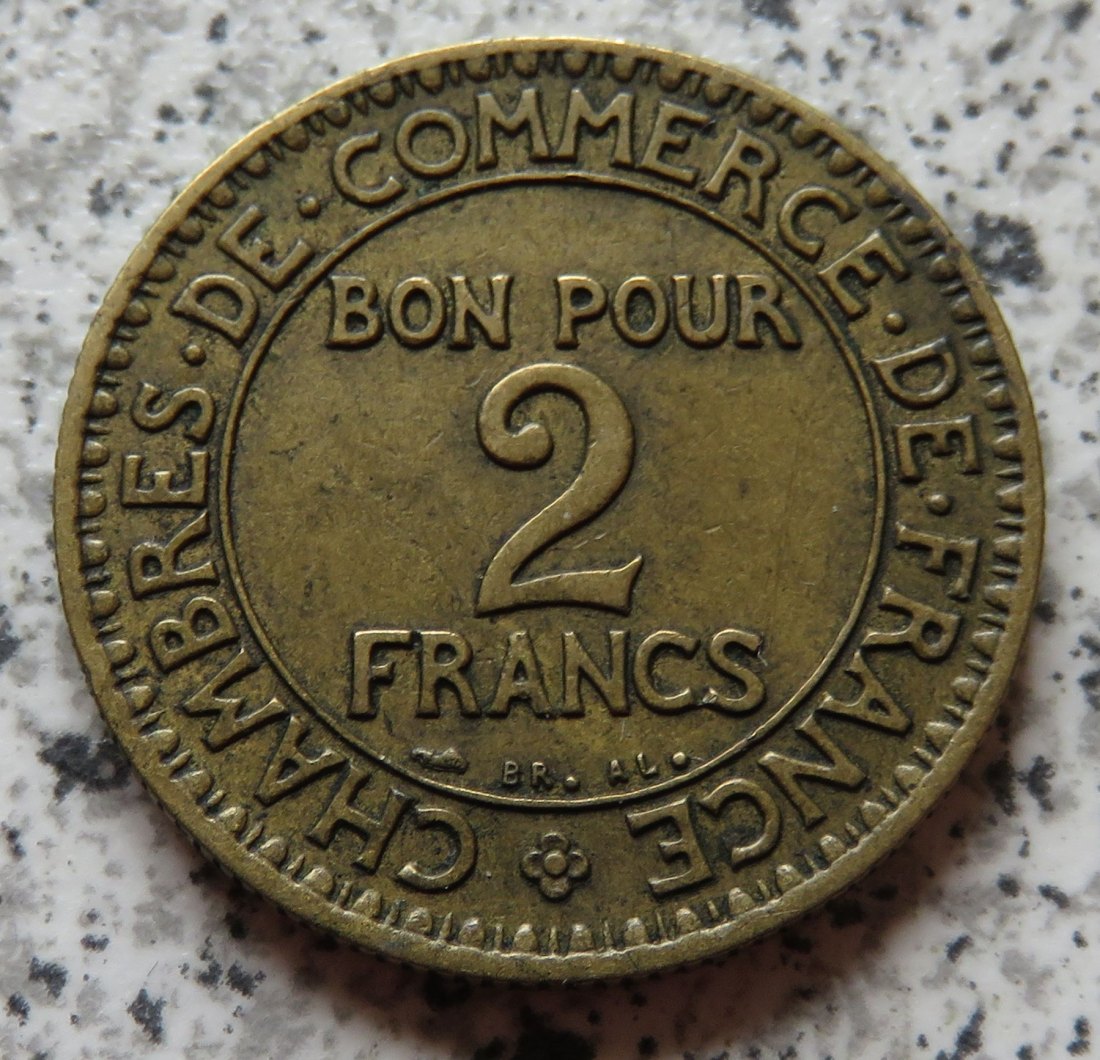 CHAMBRES·DE·COMMERCE·DE·FRANCE
BON POUR
2
FRANCS
BR. AL.